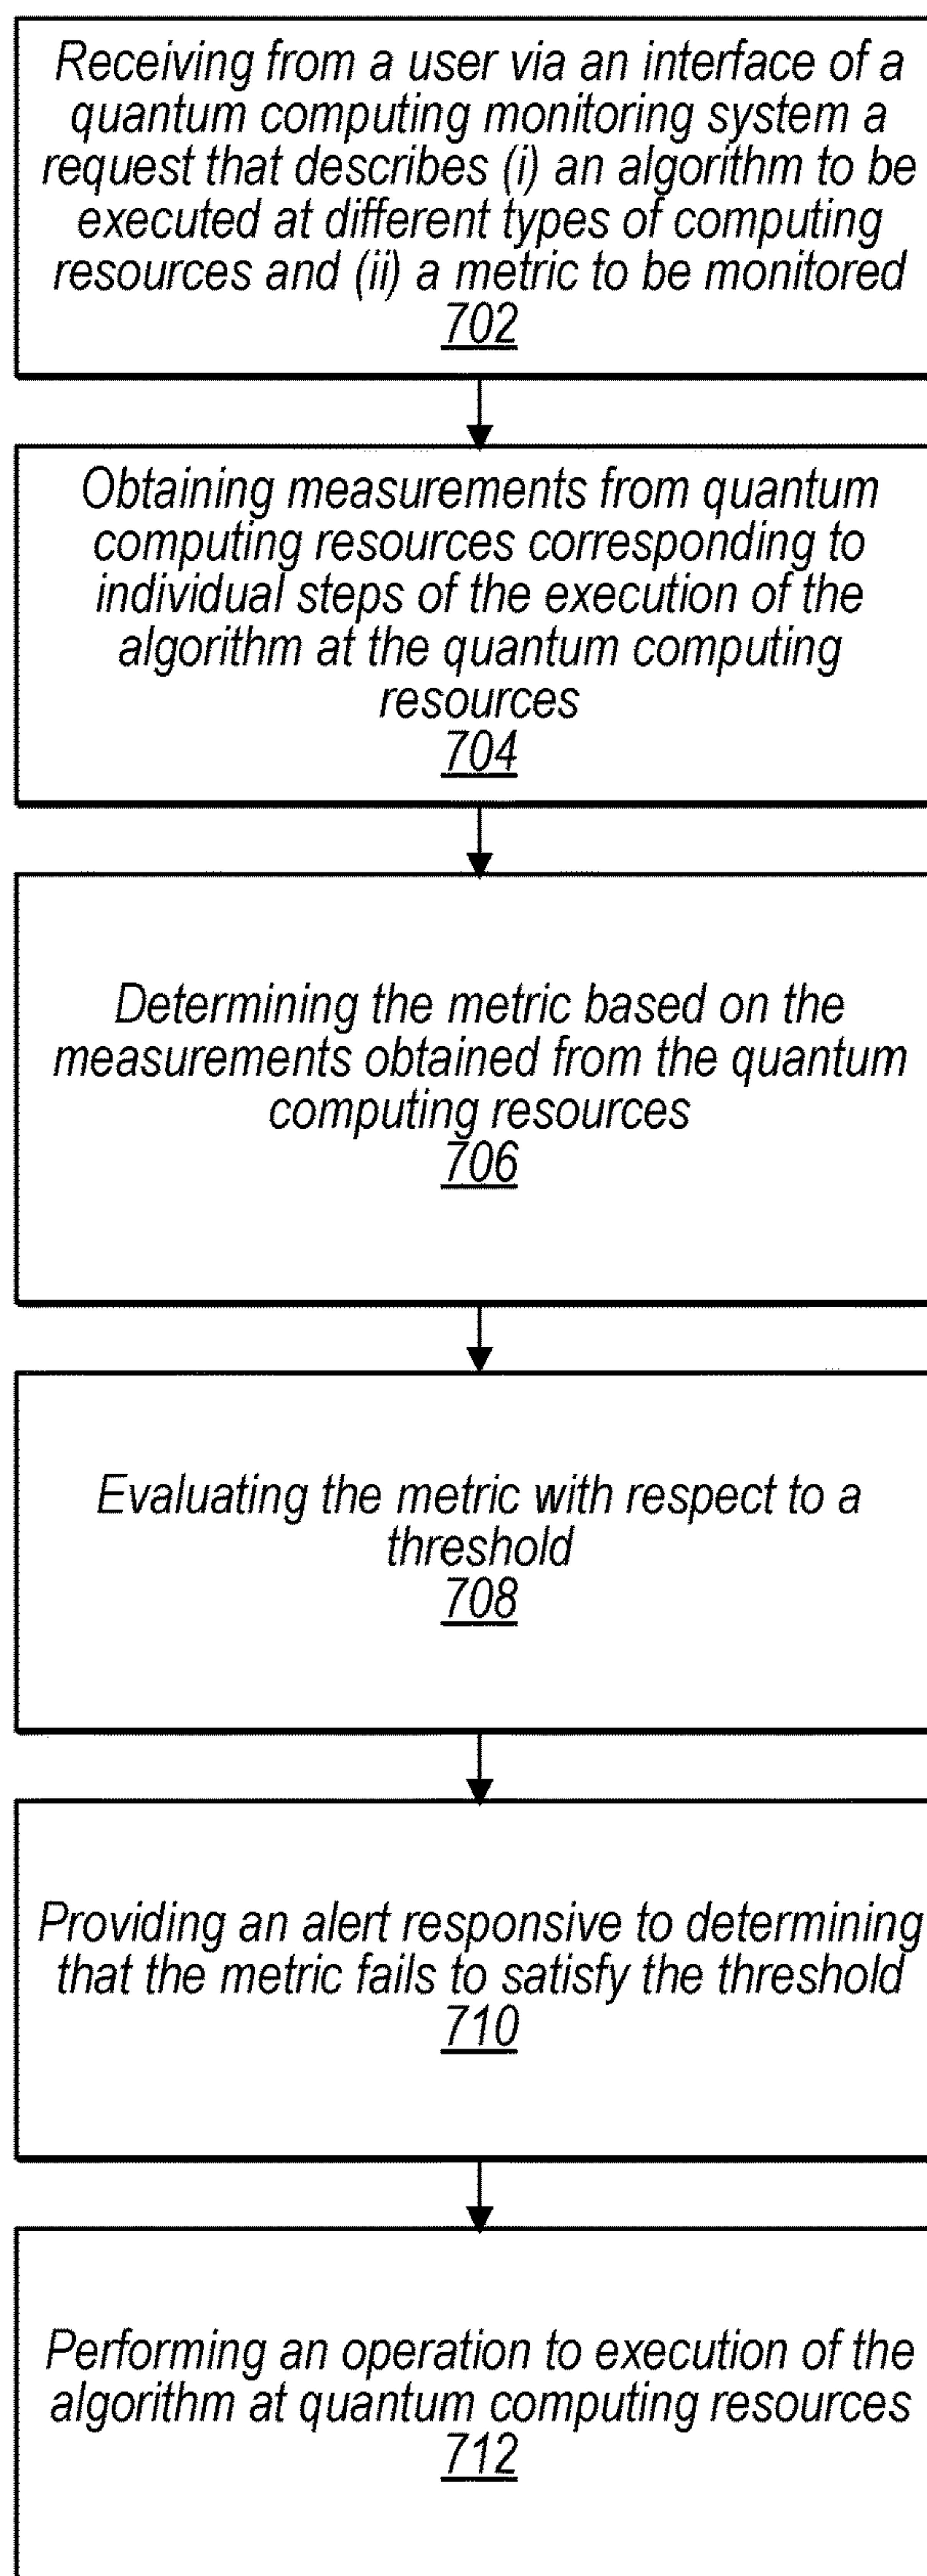 Receiving from a user via an interface of a
quantum computing monitoring system a
request that describes (i) an algorithm to be
executed at different types of computing
resources and (ii) a metric to be monitored
702
Obtaining measurements from quantum
computing resources corresponding to
individual steps of the execution of the
algorithm at the quantum computing
resources
704
Determining the metric based on the
measurements obtained from the quantum
computing resources
706
Evaluating the metric with respect to a
threshold
708
Providing an alert responsive to determining
that the metric fails to satisfy the threshold
710
Performing an operation to execution of the
algorithm at quantum computing resources
712